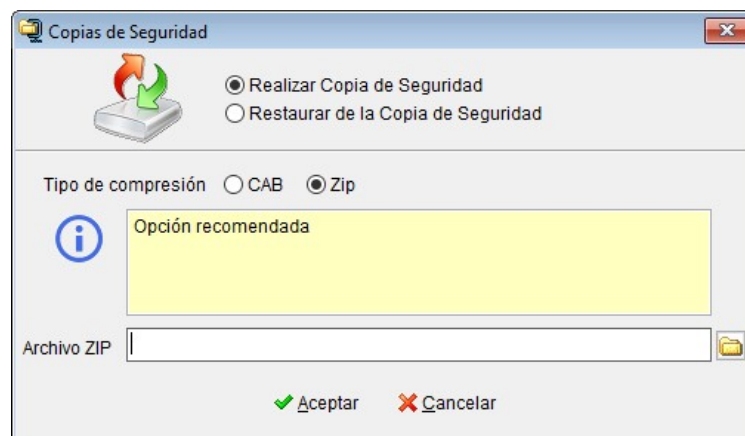 Copias de Seguridad
Realizar Copia de Seguridad
Restaurar de la Copia de Seguridad
Tipo de compresión CAB Zip
Opción recomendada
Archivo ZIP
Aceptar Cancelar